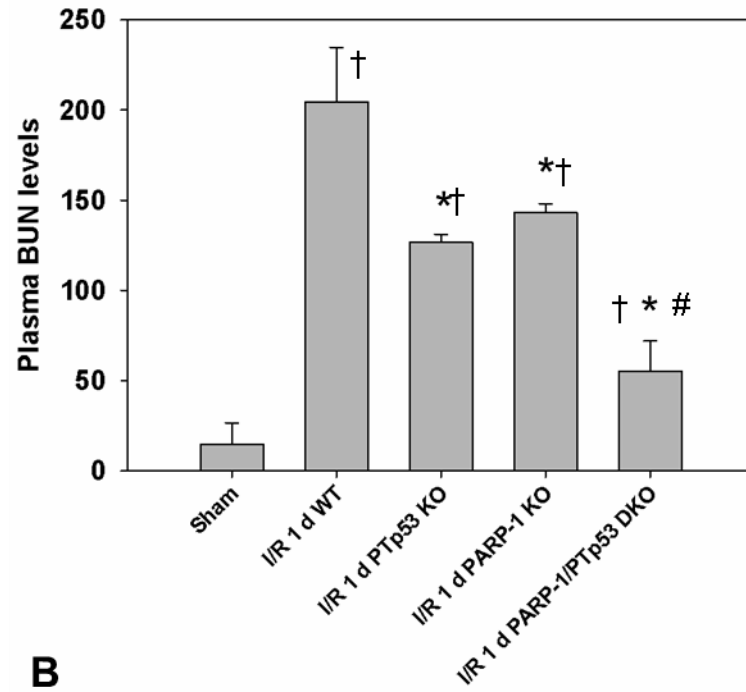 Plasma BUN levels
250
200
150
100
50
0
†
*†
*†
† * #
Sham
I/R 1 d WT
I/R 1 d PTp53 KO
I/R 1 d PARP-1 KO
I/R 1 d PARP-1/PTp53 DKO
B